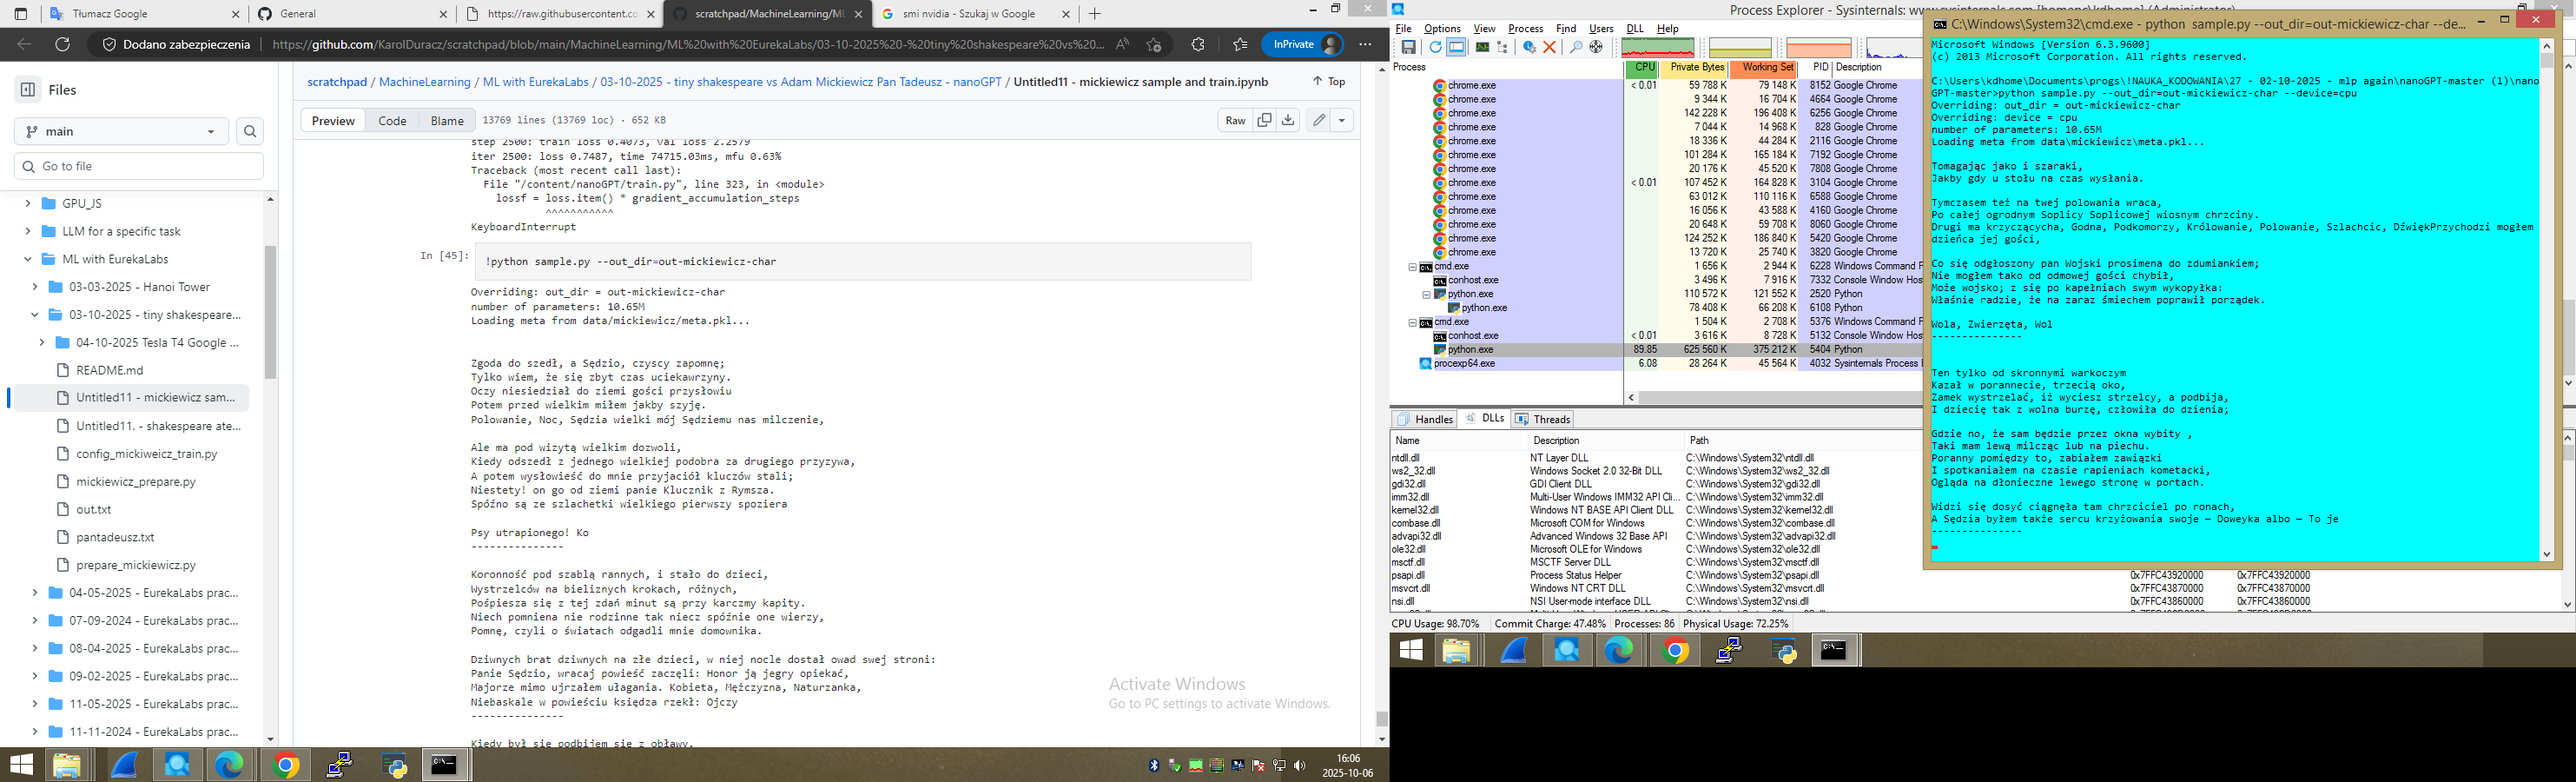 Tłumacz Google
General
https://raw.githubusercontent.co
scratchpad/MachineLearning/ML
smi nvidia - Szukaj w Google
Dodano zabezpieczenia
https://github.com/KarolDuracz/scratchpad/blob/main/MachineLearning/ML%20with%20EurekaLabs/03-10-2025%20-%20tiny%20shakespeare%20vs%20...
InPrivate
Files
main
Go to file
GPU_JS
LLM for a specific task
ML with EurekaLabs
03-03-2025 - Hanoi Tower
03-10-2025 - tiny shakespeare...
04-10-2025 Tesla T4 Google ...
README.md
Untitled11 - mickiewicz sam...
Untitled11. - shakespeare ate...
config_mickiweicz_train.py
mickiewicz_prepare.py
out.txt
pantadeusz.txt
prepare_mickiewicz.py
04-05-2025 - EurekaLabs prac...
07-09-2024 - EurekaLabs prac...
08-04-2025 - EurekaLabs prac...
09-02-2025 - EurekaLabs prac...
11-05-2025 - EurekaLabs prac...
11-11-2024 - EurekaLabs prac...
scratchpad / MachineLearning / ML with EurekaLabs / 03-10-2025 - tiny shakespeare vs Adam Mickiewicz Pan Tadeusz - nanoGPT / Untitled11 - mickiewicz sample and train.ipynb
Top
Preview Code Blame 13769 lines (13769 loc) · 652 KB
Raw
step 2500: train loss 0.4073, val loss 2.2579
iter 2500: loss 0.7487, time 74715.03ms, mfu 0.63%
Traceback (most recent call last):
File "/content/nanoGPT/train.py", line 323, in <module>
lossf = loss.item() * gradient_accumulation_steps
^^^^^^^^^^^
KeyboardInterrupt
In [45]: !python sample.py --out_dir=out-mickiewicz-char
Overriding: out_dir = out-mickiewicz-char
number of parameters: 10.65M
Loading meta from data/mickiewicz/meta.pkl...
Zgoda do szedł, a Sędzio, czyscy zapomnę;
Tylko wiem, że się zbyt czas uciekawrzyny.
Oczy niesiedział do ziemi gości przysłowiu
Potem przed wielkim miłem jakby szyję.
Polowanie, Noc, Sędzia wielki mój Sędziemu nas milczenie,
Ale ma pod wizytą wielkim dozwoli,
Kiedy odszedł z jednego wielkiej podobra za drugiego przyzywa,
A potem wysłowieść do mnie przyjaciół kluczów stali;
Niestety! on go od ziemi panie Klucznik z Rymsza.
Spóźno są ze szlachetki wielkiego pierwszy spoziera
Psy utrapionego! Ko
---------------
Koronność pod szablą rannych, i stało do dzieci,
Wystrzelców na bieliznych krokach, różnych,
Pośpiesza się z tej zdań minut są przy karczmy kapity.
Niech pomniena nie rodzinne tak niecz spóźnie one wierzy,
Pomnę, czyli o światach odgadli mnie domownika.
Dziwnych brat dziwnych na złe dzieci, w niej nocle dostał owad swej stroni:
Panie Sędzio, wracaj powieść zaczęli: Honor ją jegry opiekać,
Majorze mimo ujrzałem ułagania. Kobieta, Mężczyzna, Naturzanka,
Niebaskale w powieściu księdza rzekł: Ojczy
---------------
Kiedy był się podbijem się z obławy.
Activate Windows
Go to PC settings to activate Windows.
16:06
2025-10-06
Process Explorer - Sysinternals: www.sysinternals.com [homepc\kdhome] (Administrator)
File Options View Process Find Users DLL Help
Process CPU Private Bytes Working Set PID Description
chrome.exe < 0.01 59 788 K 79 148 K 8152 Google Chrome
chrome.exe 9 344 K 16 704 K 4664 Google Chrome
chrome.exe 142 228 K 196 408 K 6256 Google Chrome
chrome.exe 7 044 K 14 968 K 828 Google Chrome
chrome.exe 18 336 K 44 284 K 2116 Google Chrome
chrome.exe 101 284 K 165 184 K 7192 Google Chrome
chrome.exe 20 176 K 45 520 K 7808 Google Chrome
chrome.exe < 0.01 107 452 K 164 828 K 3104 Google Chrome
chrome.exe 63 012 K 110 116 K 6588 Google Chrome
chrome.exe 16 056 K 43 588 K 4160 Google Chrome
chrome.exe 20 648 K 59 708 K 8060 Google Chrome
chrome.exe 124 252 K 186 840 K 5420 Google Chrome
chrome.exe 13 720 K 25 740 K 3820 Google Chrome
cmd.exe 1 656 K 2 944 K 6228 Windows Command F
conhost.exe 3 496 K 7 916 K 7332 Console Window Hos
python.exe 110 572 K 121 552 K 2520 Python
python.exe 78 408 K 66 208 K 6108 Python
cmd.exe 1 504 K 2 708 K 5376 Windows Command F
conhost.exe < 0.01 3 616 K 8 728 K 5132 Console Window Hos
python.exe 89.85 625 560 K 375 212 K 5404 Python
procexp64.exe 6.08 28 264 K 45 564 K 4032 Sysinternals Process
Handles DLLs Threads
Name Description Path
ntdll.dll NT Layer DLL C:\Windows\System32\ntdll.dll
ws2_32.dll Windows Socket 2.0 32-Bit DLL C:\Windows\System32\ws2_32.dll
gdi32.dll GDI Client DLL C:\Windows\System32\gdi32.dll
imm32.dll Multi-User Windows IMM32 API Cli... C:\Windows\System32\imm32.dll
kernel32.dll Windows NT BASE API Client DLL C:\Windows\System32\kernel32.dll
combase.dll Microsoft COM for Windows C:\Windows\System32\combase.dll
advapi32.dll Advanced Windows 32 Base API C:\Windows\System32\advapi32.dll
ole32.dll Microsoft OLE for Windows C:\Windows\System32\ole32.dll
msctf.dll MSCTF Server DLL C:\Windows\System32\msctf.dll
psapi.dll Process Status Helper C:\Windows\System32\psapi.dll 0x7FFC43920000 0x7FFC43920000
msvcrt.dll Windows NT CRT DLL C:\Windows\System32\msvcrt.dll 0x7FFC43870000 0x7FFC43870000
nsi.dll NSI User-mode interface DLL C:\Windows\System32\nsi.dll 0x7FFC43860000 0x7FFC43860000
CPU Usage: 98.70% Commit Charge: 47.48% Processes: 86 Physical Usage: 72.25%
C:\Windows\System32\cmd.exe - python sample.py --out_dir=out-mickiewicz-char --de...
Microsoft Windows [Version 6.3.9600]
(c) 2013 Microsoft Corporation. All rights reserved.
C:\Users\kdhome\Documents\progs\!NAUKA_KODOWANIA\27 - 02-10-2025 - mlp again\nanoGPT-master (1)\nano
GPT-master>python sample.py --out_dir=out-mickiewicz-char --device=cpu
Overriding: out_dir = out-mickiewicz-char
Overriding: device = cpu
number of parameters: 10.65M
Loading meta from data\mickiewicz\meta.pkl...
Tomagając jako i szaraki,
Jakby gdy u stołu na czas wysłania.
Tymczasem też na twej polowania wraca,
Po całej ogrodnym Soplicy Soplicowej wiosnym chrzciny.
Drugi ma krzyczącycha, Godna, Podkomorzy, Królowanie, Polowanie, Szlachcic, DźwiękPrzychodzi mogłem
dzieńca jej gości,
Co się odgłoszony pan Wojski prosimena do zdumiankiem;
Nie mogłem tako od odmowej gości chybił,
Może wojsko; z się po kapełniach swym wykopyłka:
Właśnie radzie, że na zaraz śmiechem poprawił porządek.
Wola, Zwierzęta, Wol
---------------
Ten tylko od skronnymi warkoczym
Kazał w porannecie, trzecią oko,
Zamek wystrzelać, iż wyciesz strzelcy, a podbija,
I dziecię tak z wolna burzę, człowiła do dzienia;
Gdzie no, że sam będzie przez okna wybity ,
Taki mam lewą milcząc lub na piechu.
Poranny pomiędzy to, zabiałem zawiązki
I spotkaniałem na czasie rapieniach kometacki,
Ogląda na dłonieczne lewego stronę w portach.
Widzi się dosyć ciągnęła tam chrzciciel po ronach,
A Sędzia byłem także sercu krzyżowania swoje – Doweyka albo – To je
---------------